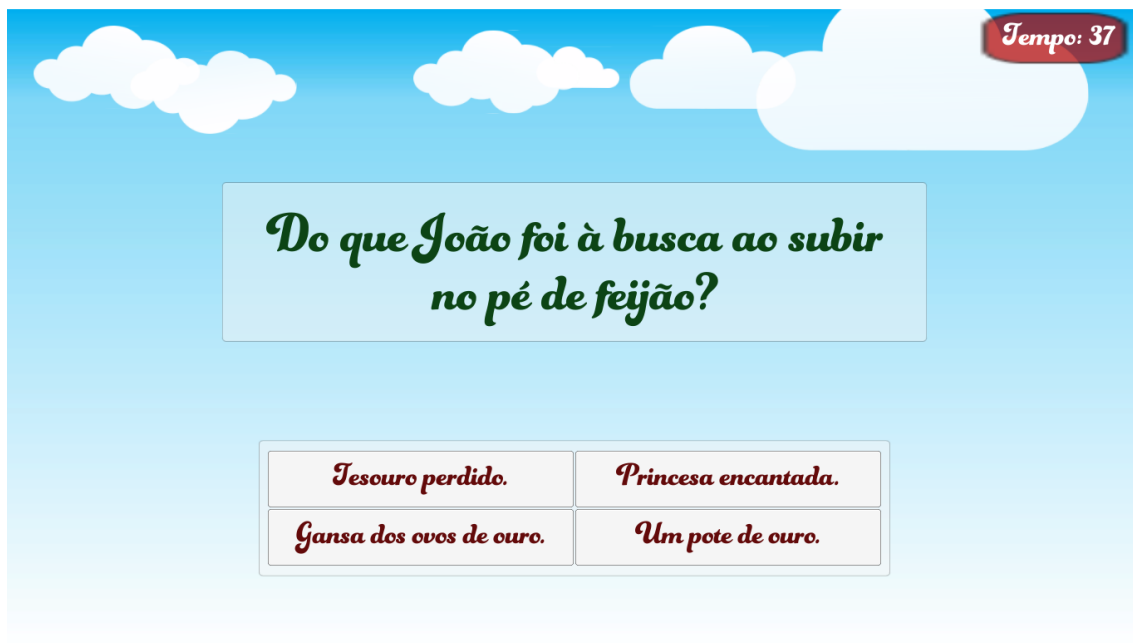 Tempo: 37
Do que João foi à busca ao subir
no pé de feijão?
Tesouro perdido.
Princesa encantada.
Gansa dos ovos de ouro.
Um pote de ouro.